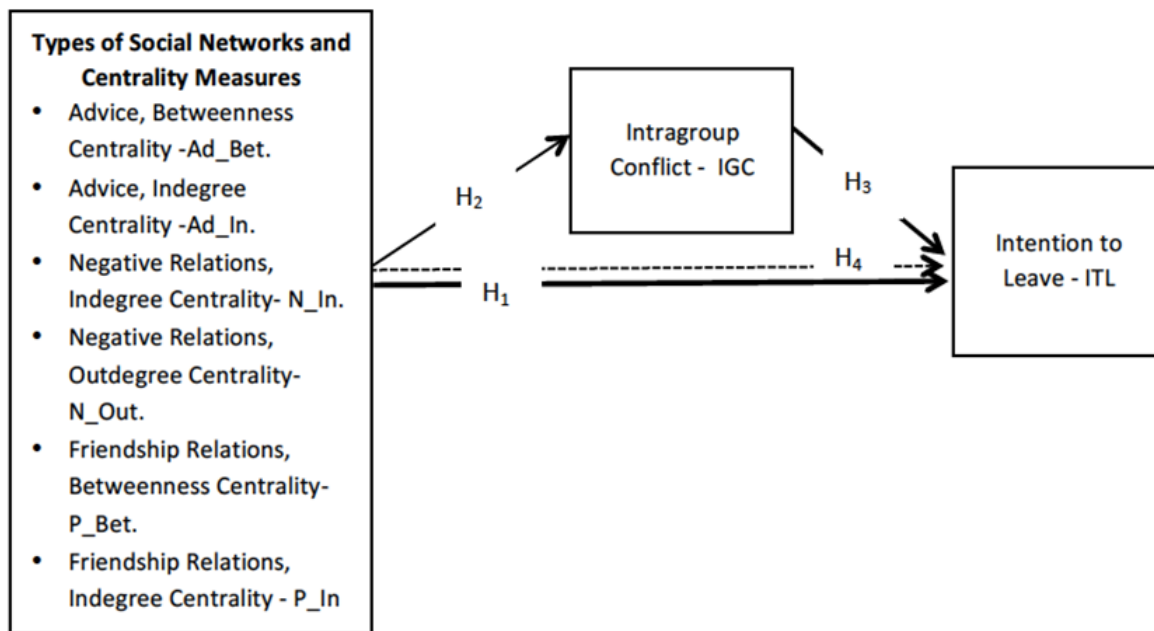 Types of Social Networks and
Centrality Measures
• Advice, Betweenness
Centrality -Ad_Bet.
• Advice, Indegree
Centrality -Ad_In.
• Negative Relations,
Indegree Centrality- N_In.
• Negative Relations,
Outdegree Centrality-
N_Out.
• Friendship Relations,
Betweenness Centrality-
P_Bet.
• Friendship Relations,
Indegree Centrality - P_In
H2
H1
Intragroup
Conflict - IGC
H3
H4
Intention to
Leave - ITL